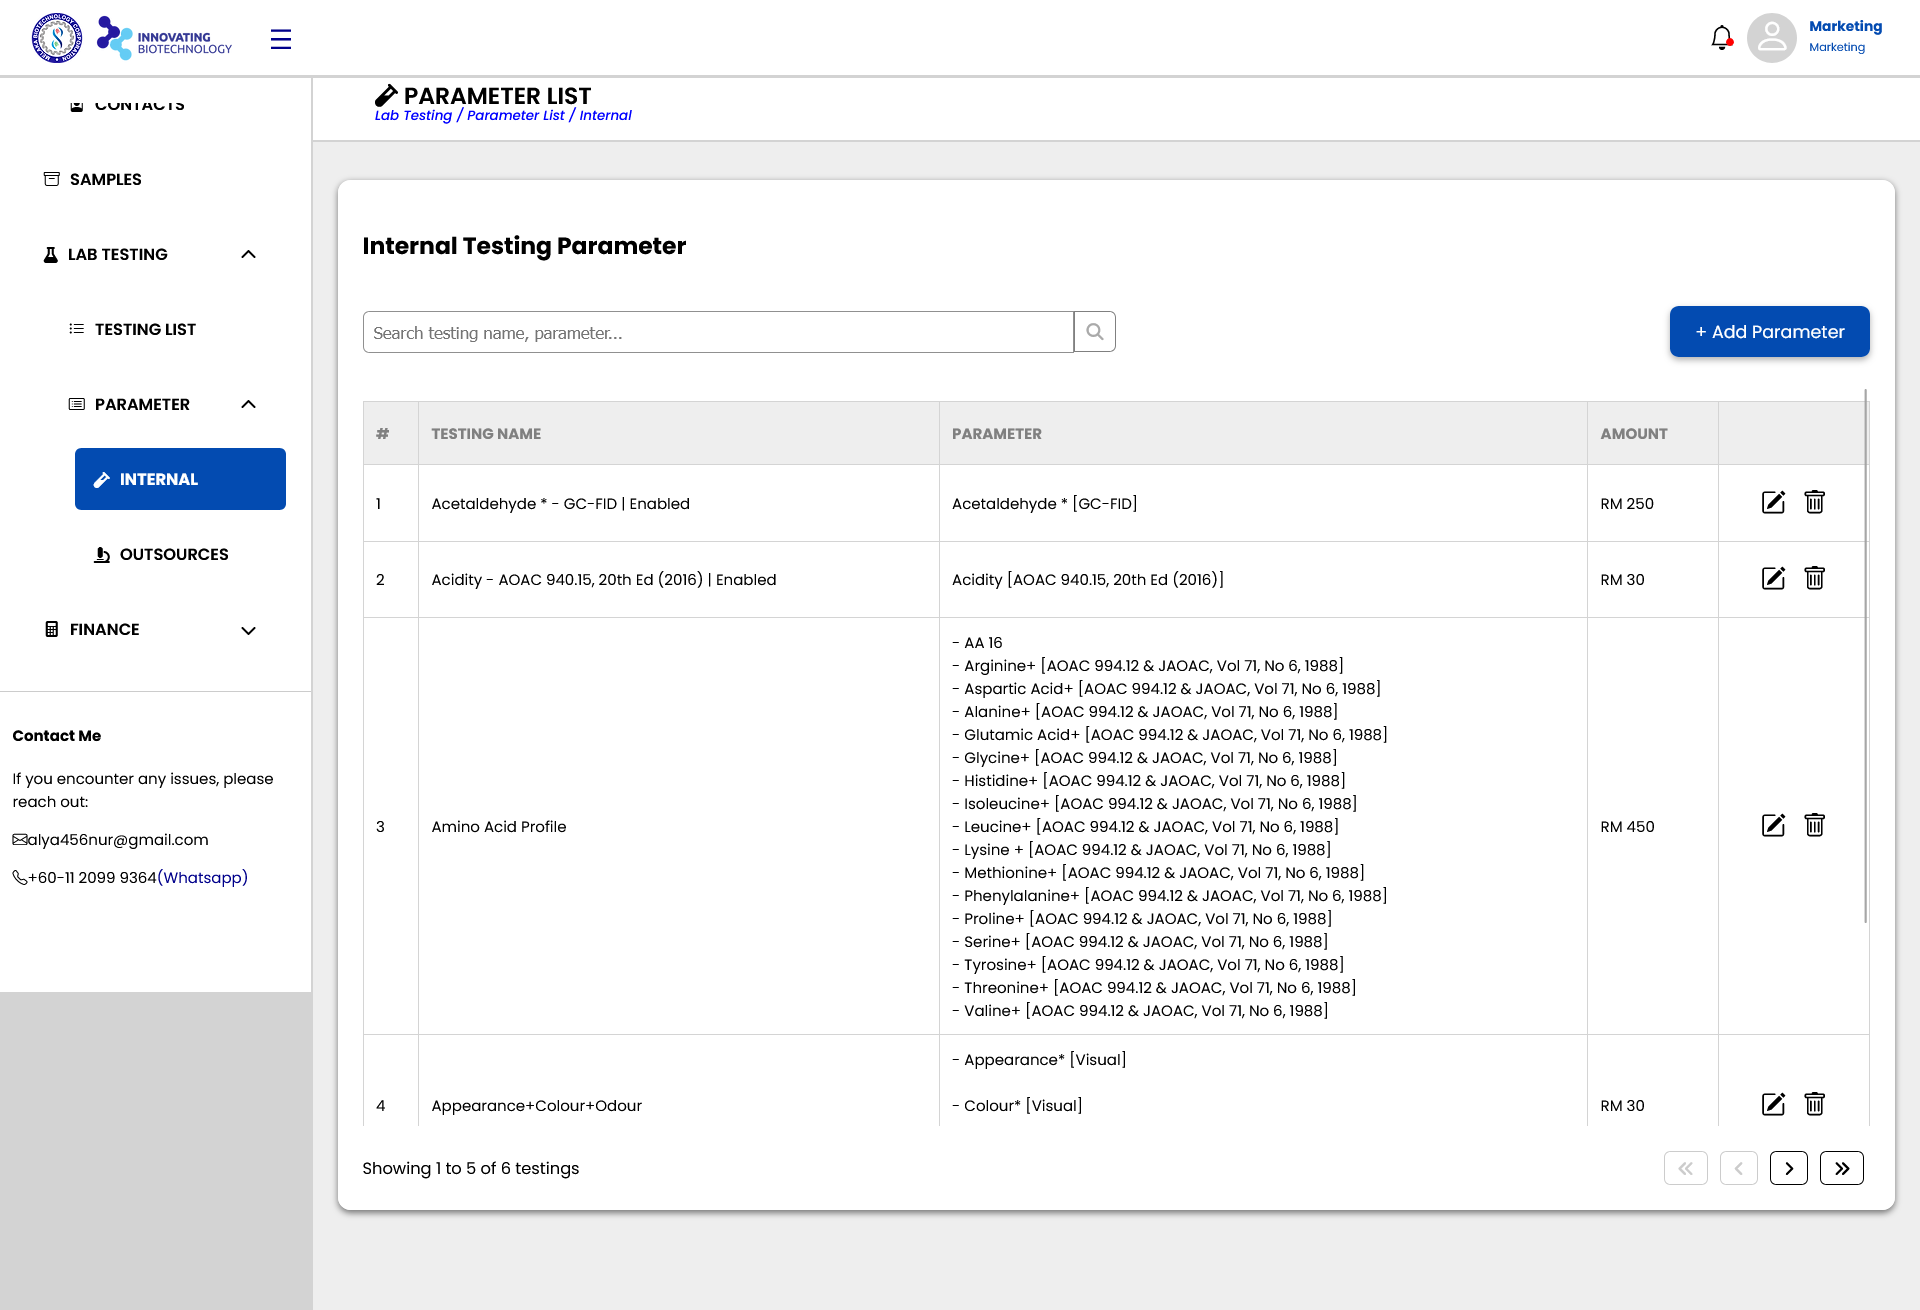 INNOVATING
BIOTECHNOLOGY
Marketing
Marketing
CONTACTS
SAMPLES
LAB TESTING
TESTING LIST
PARAMETER
INTERNAL
OUTSOURCES
FINANCE
Contact Me
If you encounter any issues, please
reach out:
alya456nur@gmail.com
+60-11 2099 9364(Whatsapp)
PARAMETER LIST
Lab Testing / Parameter List / Internal
Internal Testing Parameter
Search testing name, parameter...
+ Add Parameter
# TESTING NAME PARAMETER AMOUNT
1 Acetaldehyde * - GC-FID | Enabled Acetaldehyde * [GC-FID] RM 250
2 Acidity - AOAC 940.15, 20th Ed (2016) | Enabled Acidity [AOAC 940.15, 20th Ed (2016)] RM 30
- AA 16
- Arginine+ [AOAC 994.12 & JAOAC, Vol 71, No 6, 1988]
- Aspartic Acid+ [AOAC 994.12 & JAOAC, Vol 71, No 6, 1988]
- Alanine+ [AOAC 994.12 & JAOAC, Vol 71, No 6, 1988]
- Glutamic Acid+ [AOAC 994.12 & JAOAC, Vol 71, No 6, 1988]
- Glycine+ [AOAC 994.12 & JAOAC, Vol 71, No 6, 1988]
- Histidine+ [AOAC 994.12 & JAOAC, Vol 71, No 6, 1988]
- Isoleucine+ [AOAC 994.12 & JAOAC, Vol 71, No 6, 1988]
3 Amino Acid Profile - Leucine+ [AOAC 994.12 & JAOAC, Vol 71, No 6, 1988] RM 450
- Lysine + [AOAC 994.12 & JAOAC, Vol 71, No 6, 1988]
- Methionine+ [AOAC 994.12 & JAOAC, Vol 71, No 6, 1988]
- Phenylalanine+ [AOAC 994.12 & JAOAC, Vol 71, No 6, 1988]
- Proline+ [AOAC 994.12 & JAOAC, Vol 71, No 6, 1988]
- Serine+ [AOAC 994.12 & JAOAC, Vol 71, No 6, 1988]
- Tyrosine+ [AOAC 994.12 & JAOAC, Vol 71, No 6, 1988]
- Threonine+ [AOAC 994.12 & JAOAC, Vol 71, No 6, 1988]
- Valine+ [AOAC 994.12 & JAOAC, Vol 71, No 6, 1988]
- Appearance* [Visual]
4 Appearance+Colour+Odour - Colour* [Visual] RM 30
Showing 1 to 5 of 6 testings